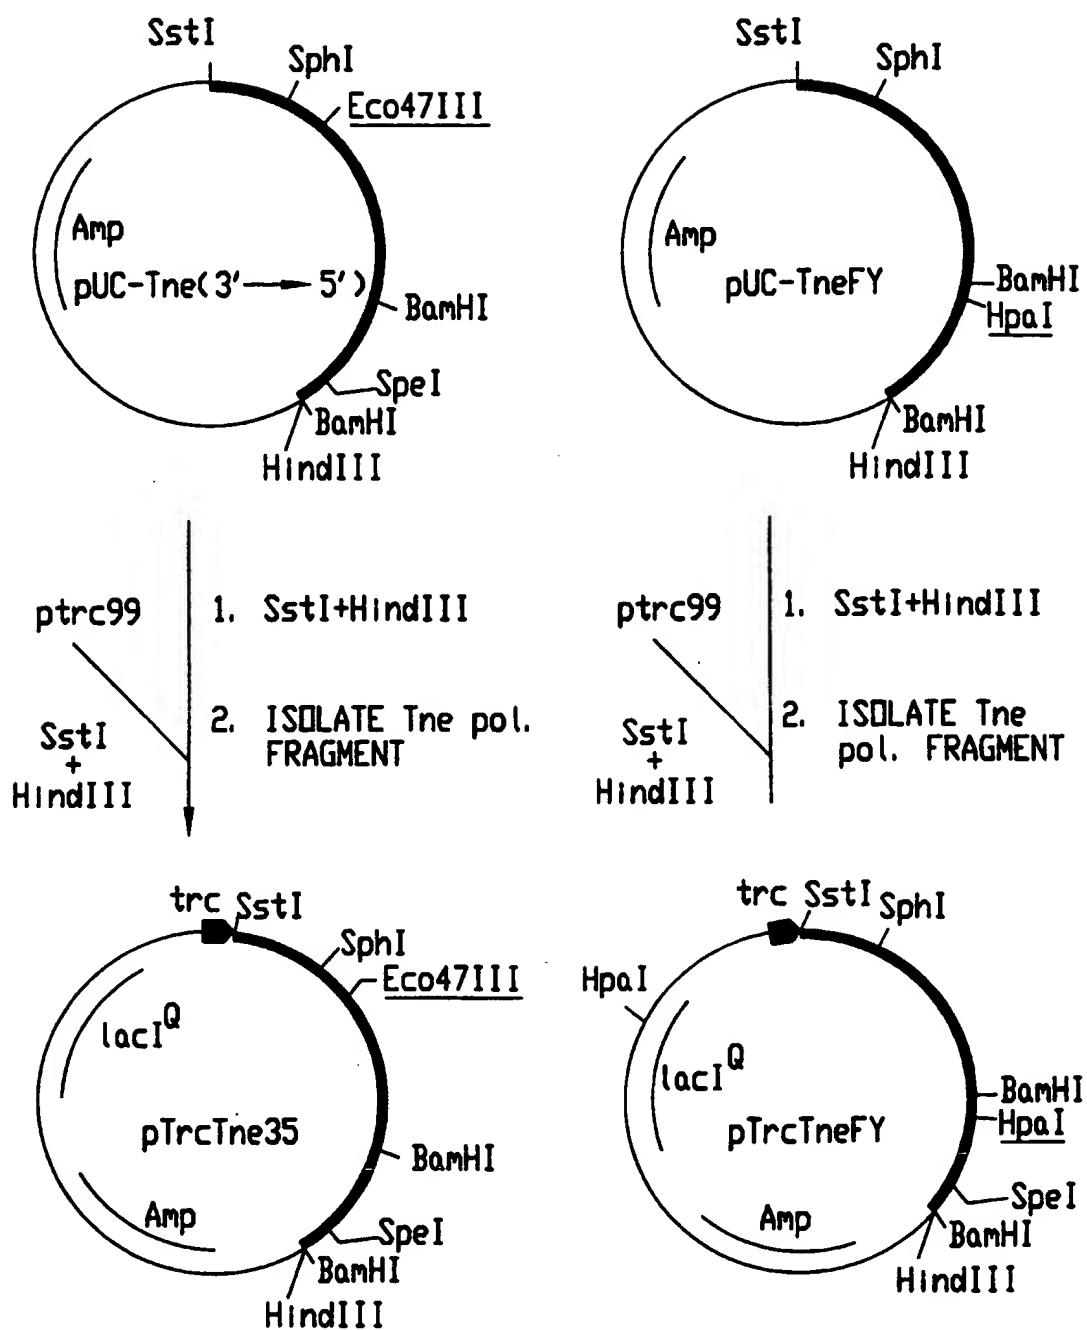 SstI
SphI
Eco47III
Amp
pUC-Tne(3'→5')
BamHI
SpeI
BamHI
HindIII
SstI
SphI
Amp
pUC-TneFY
BamHI
HpaI
BamHI
HindIII
ptrc99
1. SstI+HindIII
2. ISOLATE Tne pol.
FRAGMENT
SstI
+
HindIII
ptrc99
1. SstI+HindIII
2. ISOLATE Tne
pol. FRAGMENT
SstI
+
HindIII
trc
SstI
SphI
Eco47III
lacI^Q
pTrcTne35
BamHI
Amp
SpeI
BamHI
HindIII
trc
SstI
SphI
HpaI
lacI^Q
pTrcTneFY
BamHI
HpaI
SpeI
Amp
BamHI
HindIII